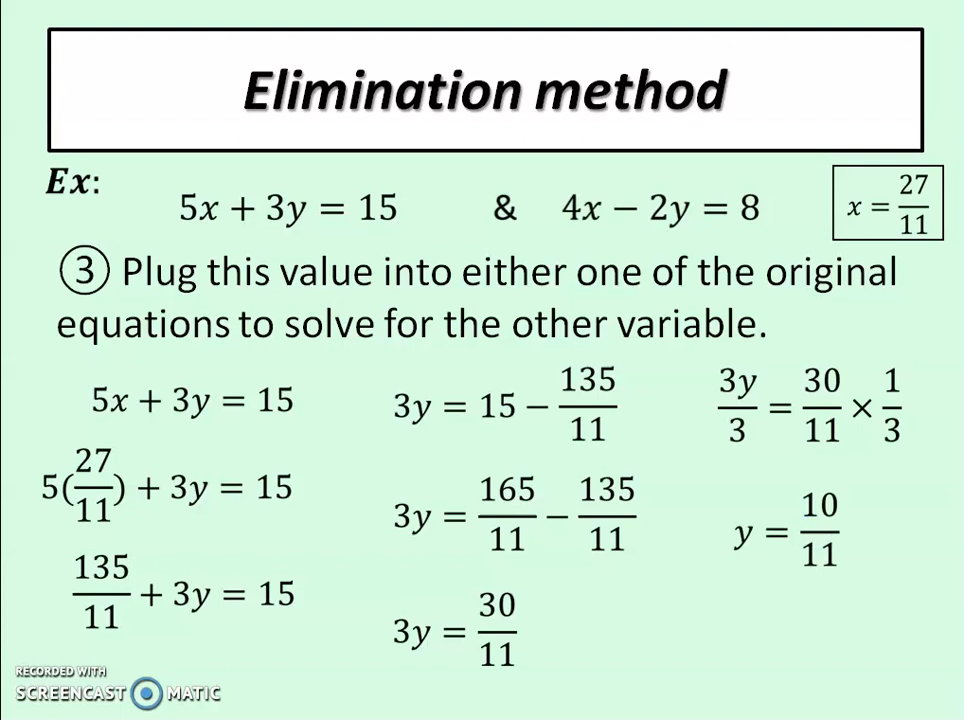 Elimination method
Ex:
5x + 3y = 15 & 4x − 2y = 8
x = 27/11
③ Plug this value into either one of the original
equations to solve for the other variable.
5x + 3y = 15
5(27/11) + 3y = 15
135/11 + 3y = 15
3y = 15 − 135/11
3y = 165/11 − 135/11
3y = 30/11
3y/3 = 30/11 × 1/3
y = 10/11
RECORDED WITH
SCREENCAST MATIC